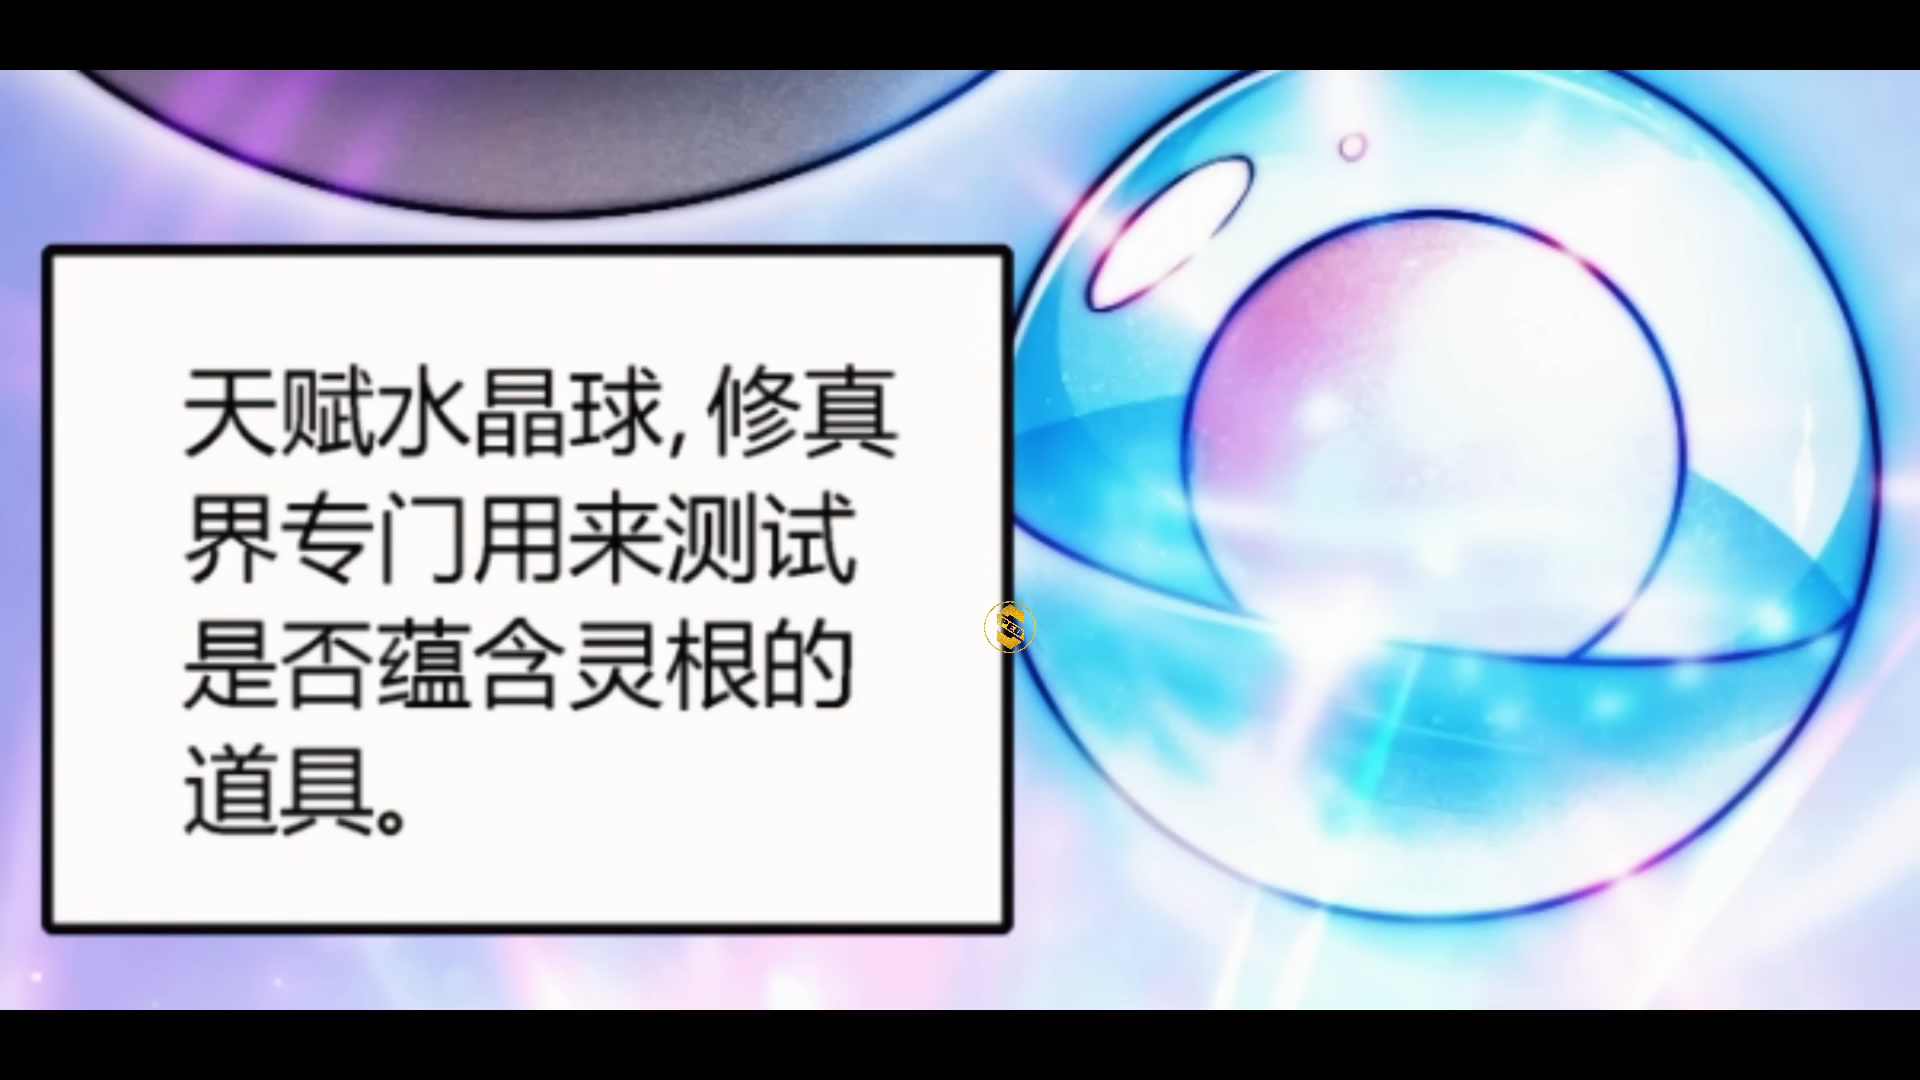 天赋水晶球，修真
界专门用来测试
是否蕴含灵根的
道具。